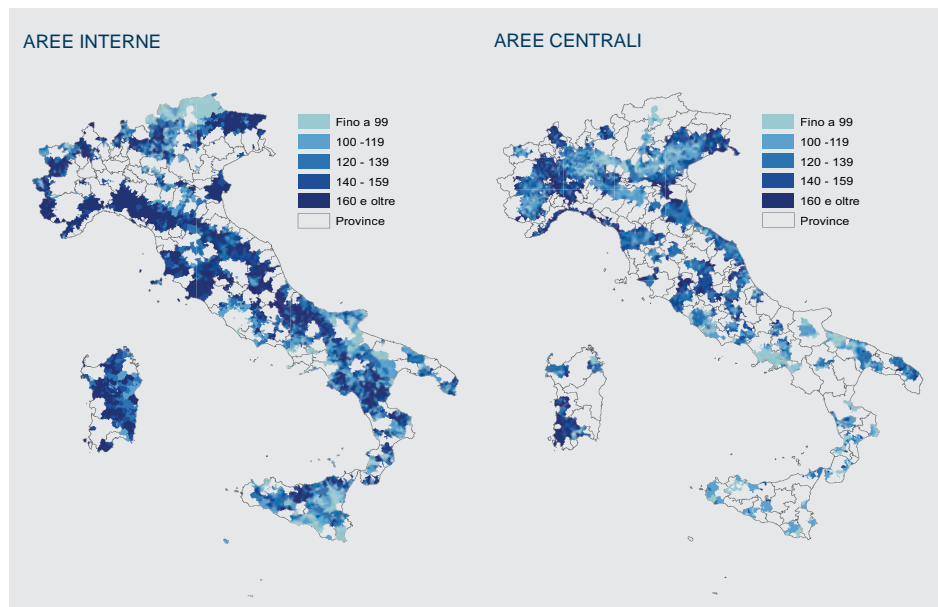 AREE INTERNE
Fino a 99
100 -119
120 - 139
140 - 159
160 e oltre
Province
AREE CENTRALI
Fino a 99
100 -119
120 - 139
140 - 159
160 e oltre
Province